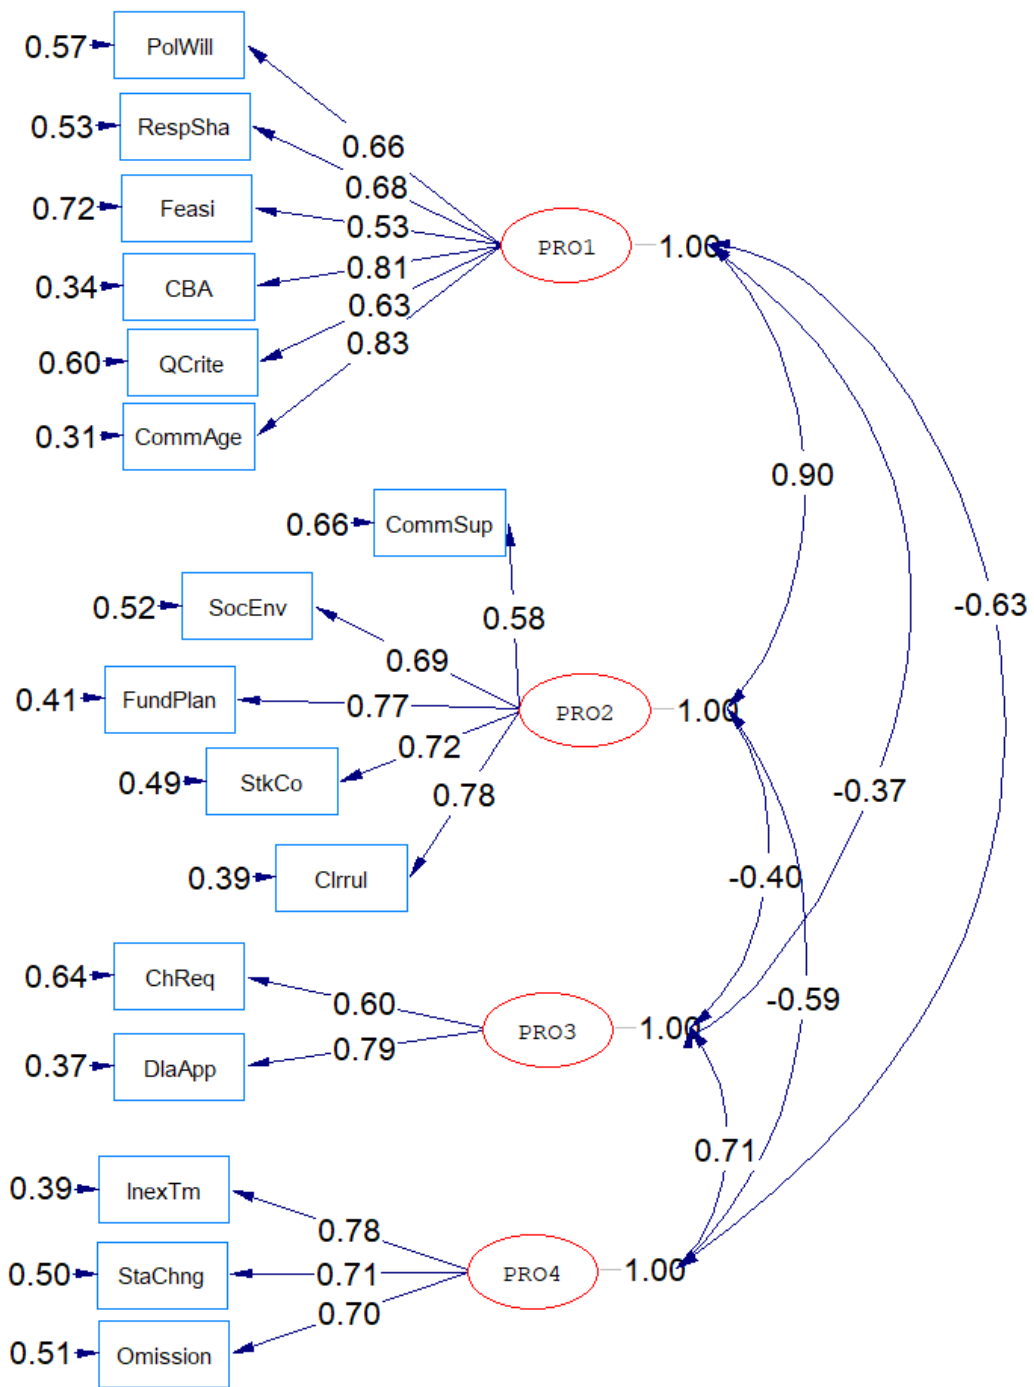 0.57 PolWill
0.66
0.53 RespSha
0.68
0.72 Feasi
0.53
PRO1 1.00
0.34 CBA
0.81
0.60 QCrite
0.63
0.31 CommAge
0.83
0.90
0.66 CommSup
0.58
0.52 SocEnv
0.69
-0.63
0.41 FundPlan
0.77
PRO2 1.00
0.49 StkCo
0.72
0.78
-0.37
0.39 Clrrul
-0.40
0.64 ChReq
0.60
-0.59
PRO3 1.00
0.37 DlaApp
0.79
0.71
0.39 InexTm
0.78
0.50 StaChng
0.71
PRO4 1.00
0.70
0.51 Omission